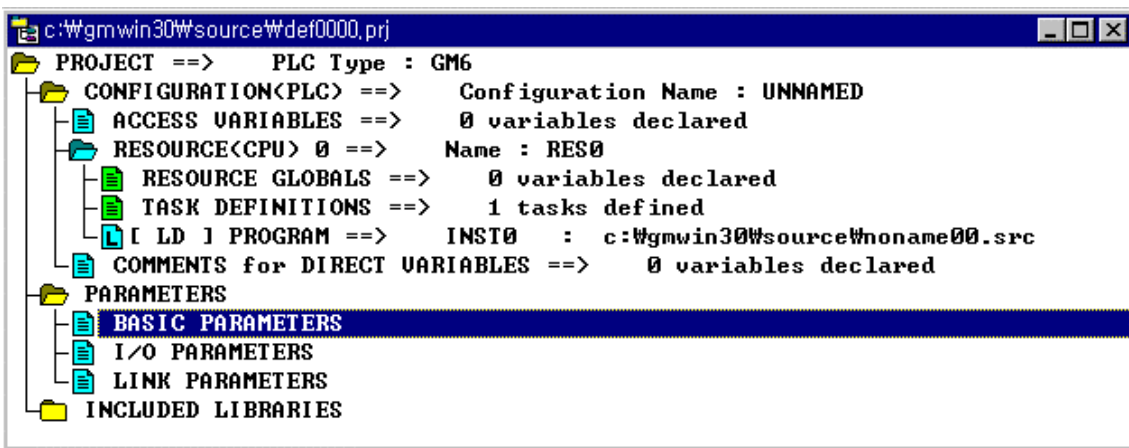 c:₩gmwin30₩source₩def0000.prj
PROJECT ==> PLC Type : GM6
CONFIGURATION(PLC) ==> Configuration Name : UNNAMED
ACCESS VARIABLES ==> 0 variables declared
RESOURCE(CPU) 0 ==> Name : RES0
RESOURCE GLOBALS ==> 0 variables declared
TASK DEFINITIONS ==> 1 tasks defined
L [ LD ] PROGRAM ==> INST0 : c:₩gmwin30₩source₩noname00.src
COMMENTS for DIRECT VARIABLES ==> 0 variables declared
PARAMETERS
BASIC PARAMETERS
I/O PARAMETERS
LINK PARAMETERS
INCLUDED LIBRARIES